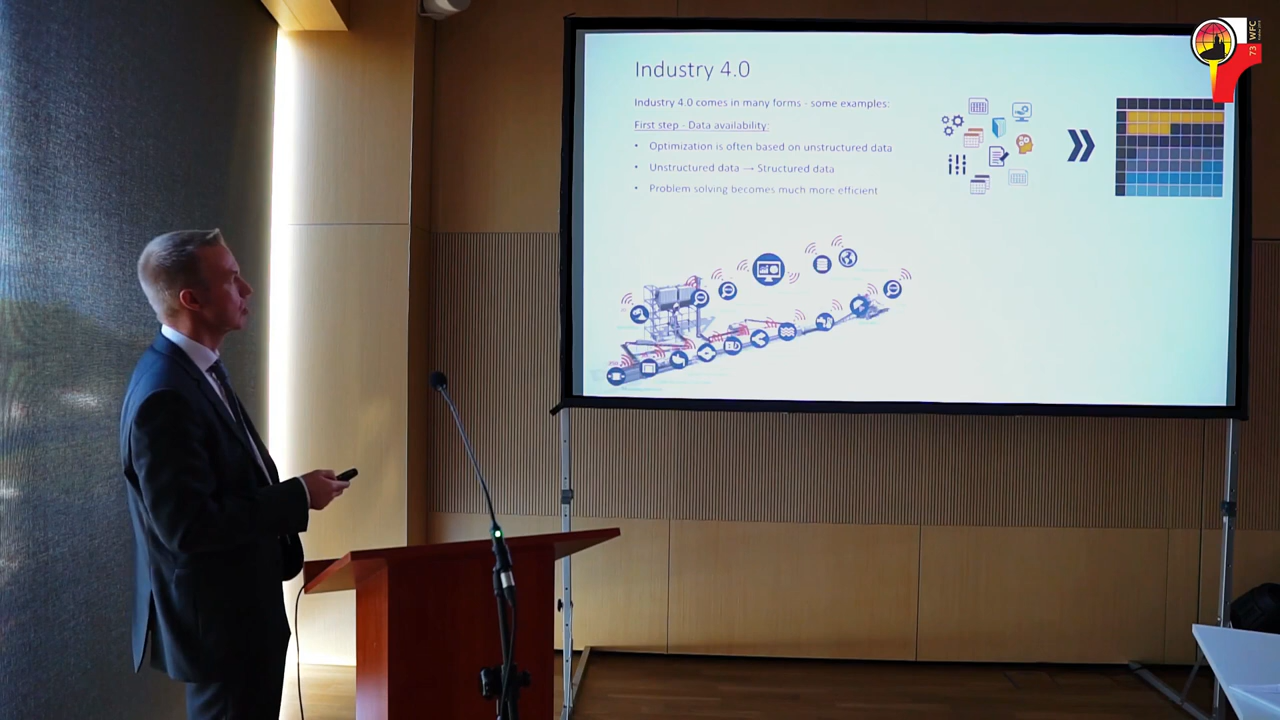 Industry 4.0
Industry 4.0 comes in many forms - some examples:
First step - Data availability:
• Optimization is often based on unstructured data
• Unstructured data → Structured data
• Problem solving becomes much more efficient
73 WFC